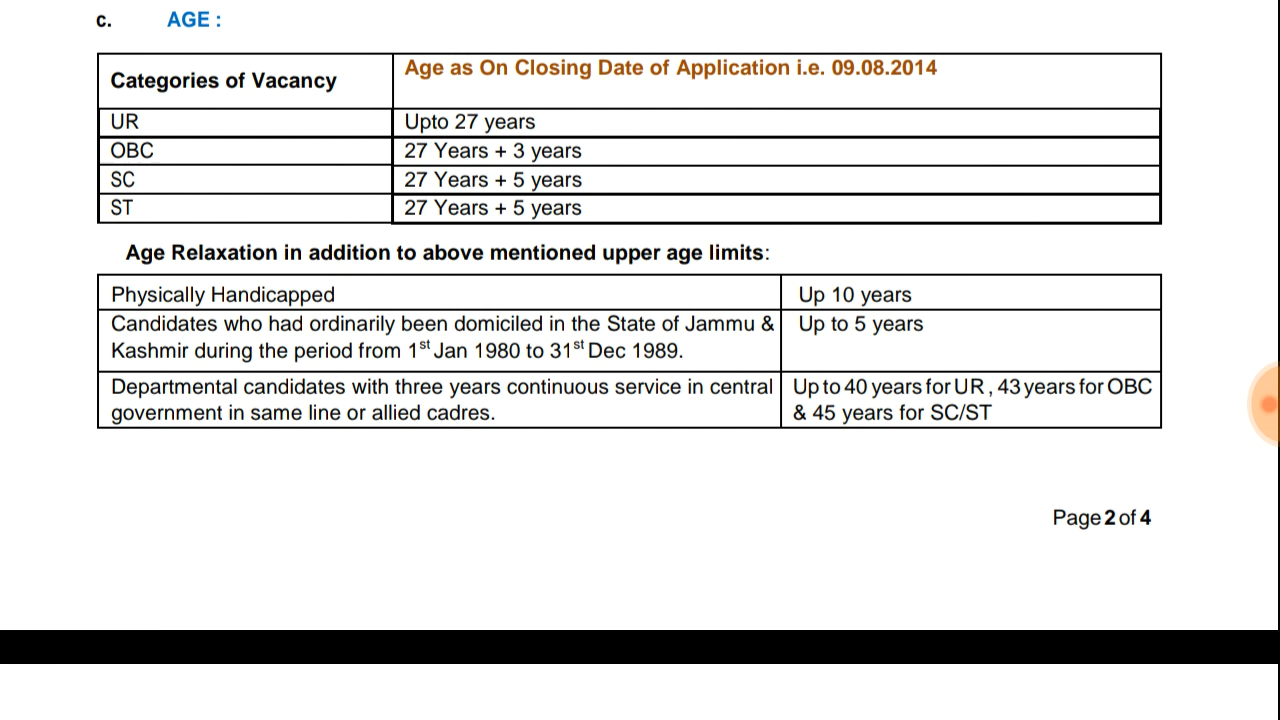 c. AGE :
Categories of Vacancy
Age as On Closing Date of Application i.e. 09.08.2014
UR Upto 27 years
OBC 27 Years + 3 years
SC 27 Years + 5 years
ST 27 Years + 5 years
Age Relaxation in addition to above mentioned upper age limits:
Physically Handicapped Up 10 years
Candidates who had ordinarily been domiciled in the State of Jammu &
Kashmir during the period from 1st Jan 1980 to 31st Dec 1989.
Up to 5 years
Departmental candidates with three years continuous service in central
government in same line or allied cadres.
Up to 40 years for UR , 43 years for OBC
& 45 years for SC/ST
Page 2 of 4